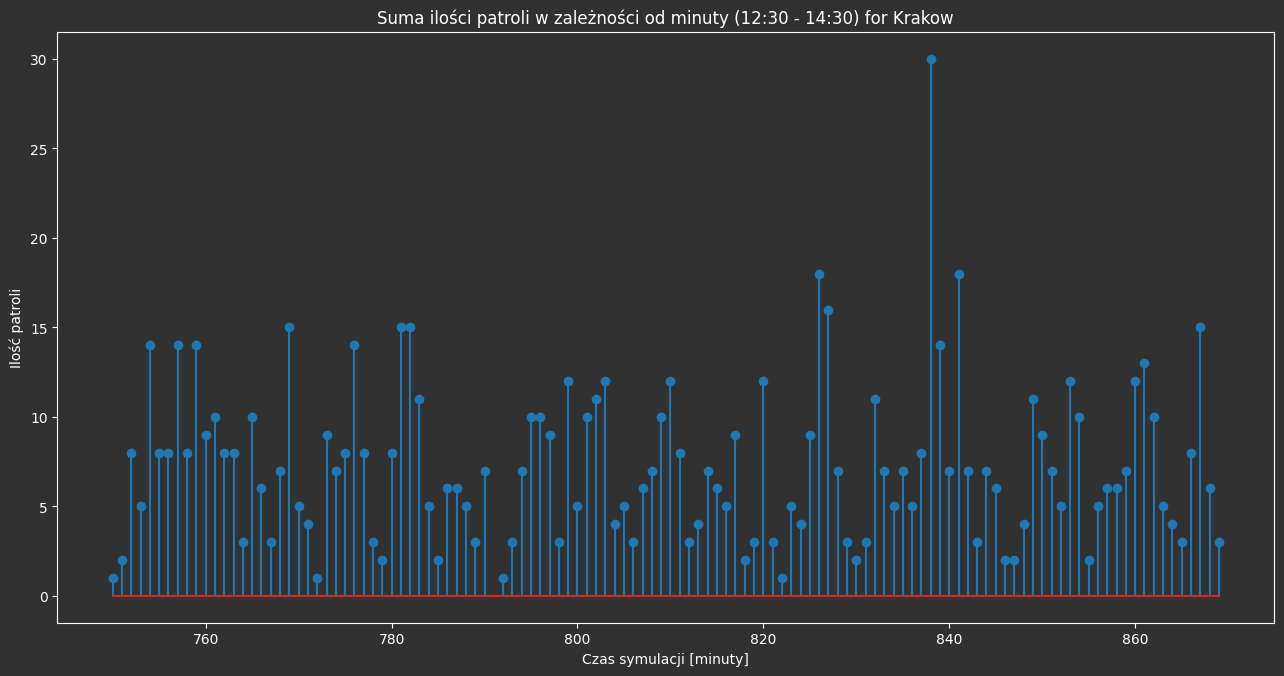 Suma ilości patroli w zależności od minuty (12:30 - 14:30) for Krakow
30
25
20
15
10
5
0
Ilość patroli
760 780 800 820 840 860
Czas symulacji [minuty]